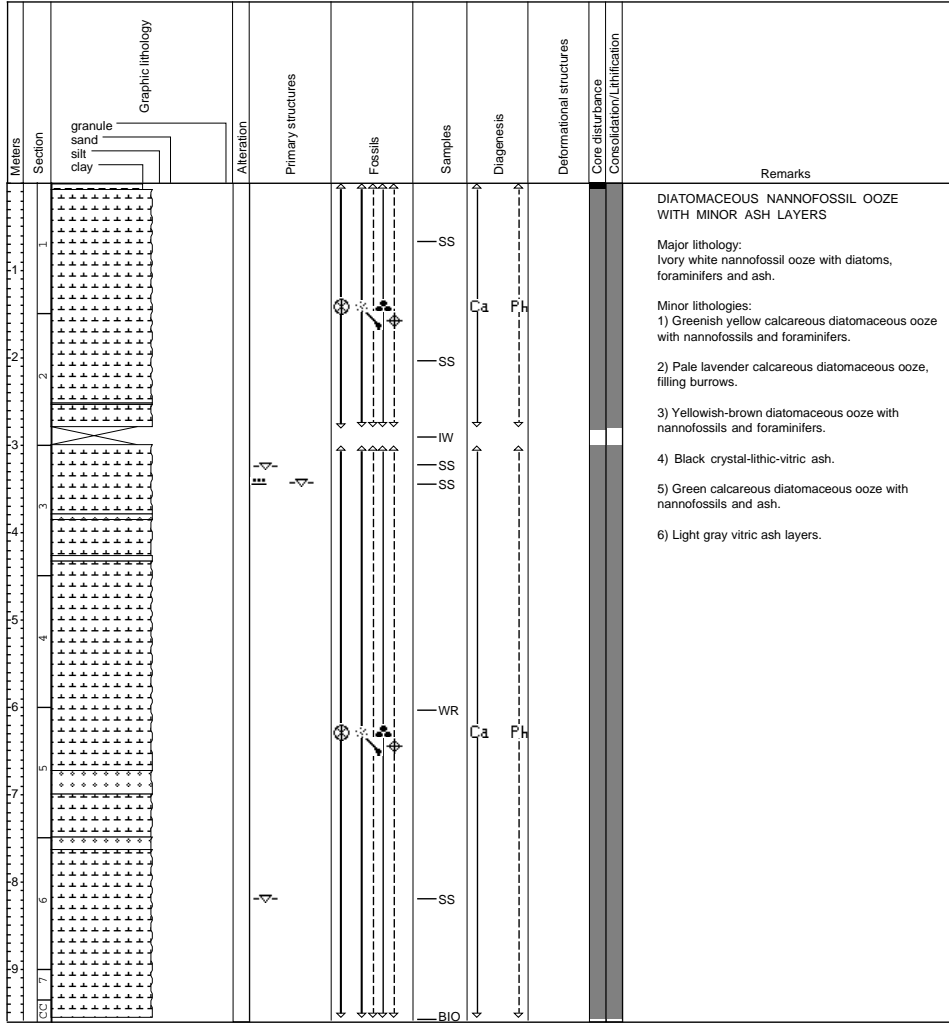 Meters
Section
Graphic lithology
granule
sand
silt
clay
Alteration
Primary structures
Fossils
Samples
Diagenesis
Deformational structures
Core disturbance
Consolidation/Lithification
Remarks
DIATOMACEOUS NANNOFOSSIL OOZE
WITH MINOR ASH LAYERS
Major lithology:
Ivory white nannofossil ooze with diatoms,
foraminifers and ash.
Minor lithologies:
1) Greenish yellow calcareous diatomaceous ooze
with nannofossils and foraminifers.
2) Pale lavender calcareous diatomaceous ooze,
filling burrows.
3) Yellowish-brown diatomaceous ooze with
nannofossils and foraminifers.
4) Black crystal-lithic-vitric ash.
5) Green calcareous diatomaceous ooze with
nannofossils and ash.
6) Light gray vitric ash layers.
1
2
3
4
5
6
7
8
9
1
2
3
4
5
6
7
CC
SS
SS
IW
SS
SS
WR
SS
BIO
Ca Ph
Ca Ph